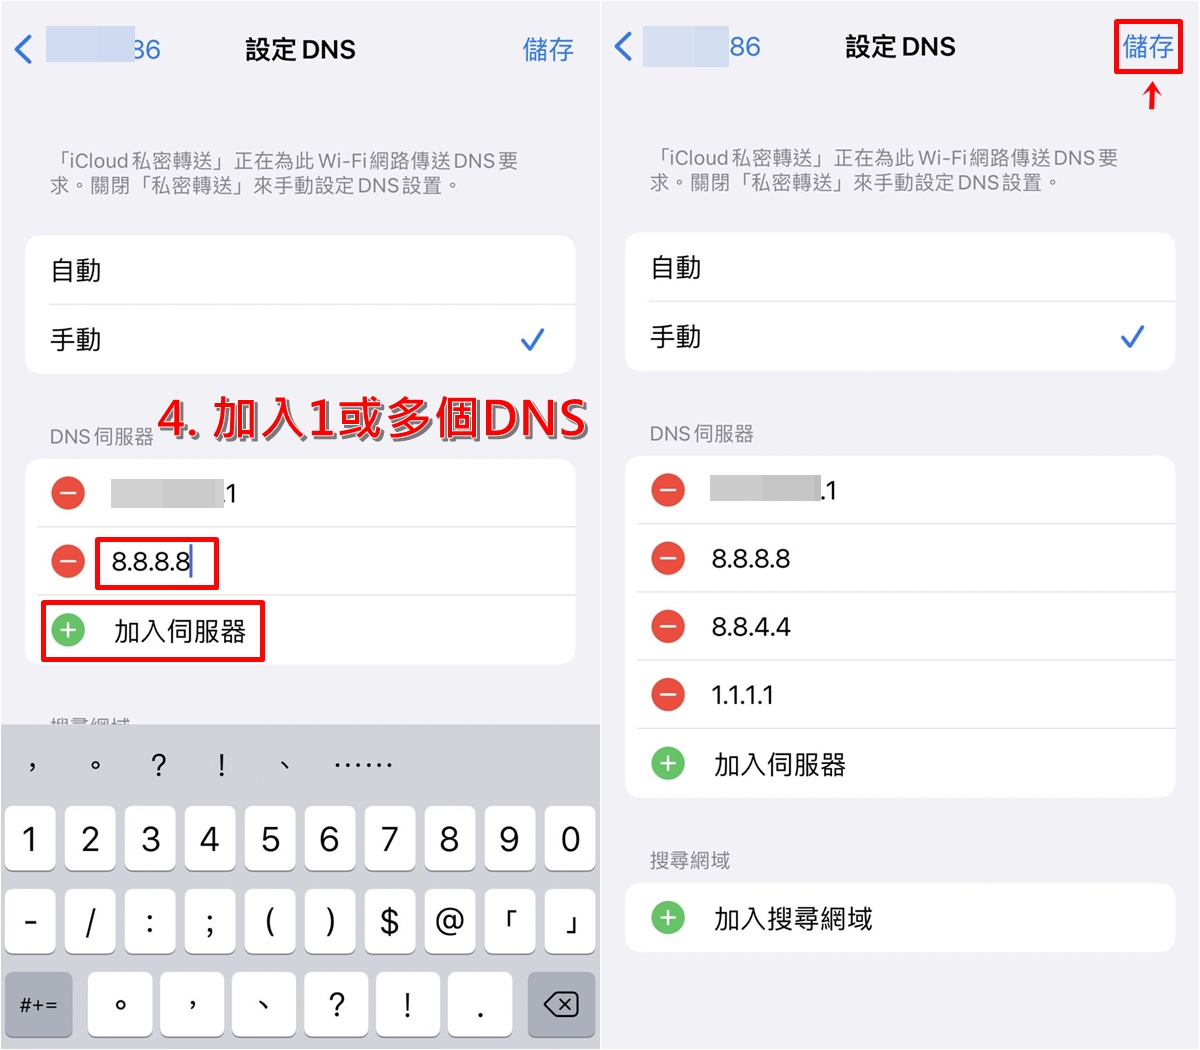 86
設定 DNS
儲存
「iCloud 私密轉送」正在為此 Wi-Fi 網路傳送 DNS 要
求。關閉「私密轉送」來手動設定 DNS 設置。
自動
手動
4. 加入1或多個DNS
DNS 伺服器
.1
8.8.8.8
加入伺服器
， 。 ？ ！ 、 ⋯⋯
1 2 3 4 5 6 7 8 9 0
- / : ; ( ) $ @ 「 」
#+= 。 ， 、 ? ! .
86
設定 DNS
儲存
「iCloud 私密轉送」正在為此 Wi-Fi 網路傳送 DNS 要
求。關閉「私密轉送」來手動設定 DNS 設置。
自動
手動
DNS 伺服器
.1
8.8.8.8
8.8.4.4
1.1.1.1
加入伺服器
搜尋網域
加入搜尋網域